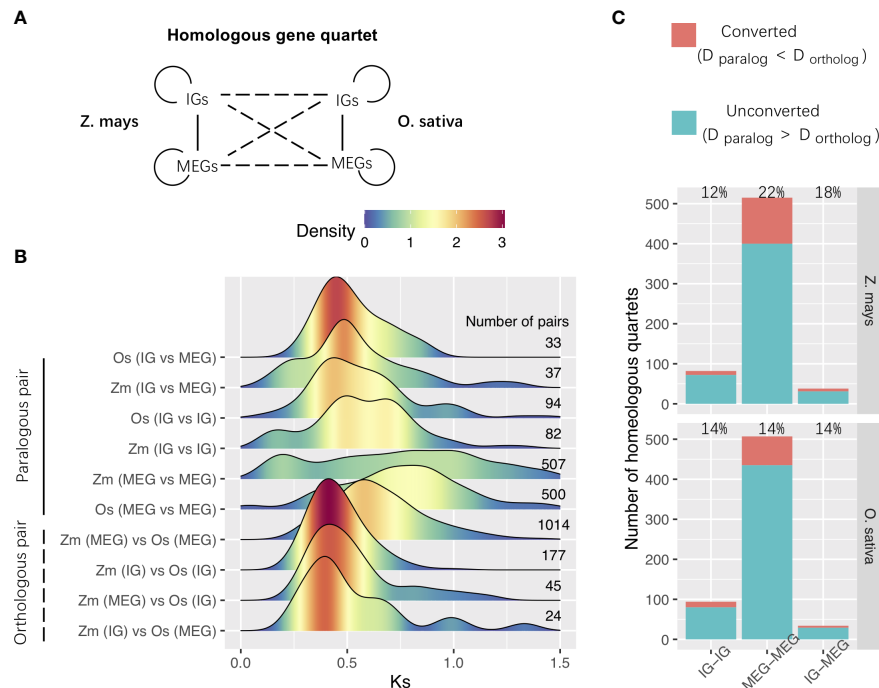 A
Homologous gene quartet
IGs
IGs
Z. mays
O. sativa
MEGs
MEGs
Density
0
1
2
3
B
Number of pairs
Os (IG vs MEG)
33
Zm (IG vs MEG)
37
Os (IG vs IG)
94
Zm (IG vs IG)
82
Zm (MEG vs MEG)
507
Os (MEG vs MEG)
500
Zm (MEG) vs Os (MEG)
1014
Zm (IG) vs Os (IG)
177
Zm (MEG) vs Os (IG)
45
Zm (IG) vs Os (MEG)
24
Paralogous pair
Orthologous pair
0.0
0.5
1.0
1.5
Ks
C
Converted
(D paralog < D ortholog)
Unconverted
(D paralog > D ortholog)
Number of homeologous quartets
12%
22%
18%
500
400
300
200
100
0
Z. mays
14%
14%
14%
500
400
300
200
100
0
O. sativa
IG-IG
MEG-MEG
IG-MEG